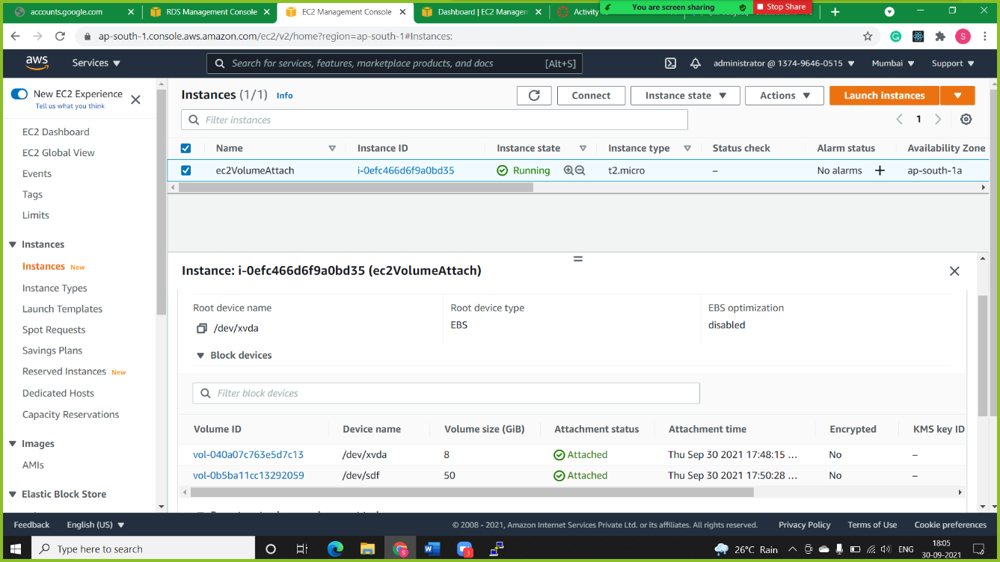 accounts.google.com
RDS Management Console
EC2 Management Console
Dashboard | EC2 Managem
Activity
You are screen sharing
Stop Share
ap-south-1.console.aws.amazon.com/ec2/v2/home?region=ap-south-1#Instances:
S
aws
Services
Search for services, features, marketplace products, and docs
[Alt+S]
administrator @ 1374-9646-0515
Mumbai
Support
New EC2 Experience
Tell us what you think
EC2 Dashboard
EC2 Global View
Events
Tags
Limits
Instances
Instances New
Instance Types
Launch Templates
Spot Requests
Savings Plans
Reserved Instances New
Dedicated Hosts
Capacity Reservations
Images
AMIs
Elastic Block Store
Instances (1/1) Info
Connect
Instance state
Actions
Launch instances
Filter instances
1
Name Instance ID Instance state Instance type Status check Alarm status Availability Zone
ec2VolumeAttach i-0efc466d6f9a0bd35 Running t2.micro – No alarms + ap-south-1a
Instance: i-0efc466d6f9a0bd35 (ec2VolumeAttach)
Root device name Root device type EBS optimization
/dev/xvda EBS disabled
Block devices
Filter block devices
Volume ID Device name Volume size (GiB) Attachment status Attachment time Encrypted KMS key ID
vol-040a07c763e5d7c13 /dev/xvda 8 Attached Thu Sep 30 2021 17:48:15 ... No –
vol-0b5ba11cc13292059 /dev/sdf 50 Attached Thu Sep 30 2021 17:50:28 ... No –
Feedback English (US) © 2008 - 2021, Amazon Internet Services Private Ltd. or its affiliates. All rights reserved. Privacy Policy Terms of Use Cookie preferences
Type here to search
3
26°C Rain
ENG
18:05
30-09-2021